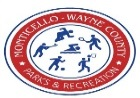 MONTICELLO - WAYNE COUNTY
PARKS & RECREATION